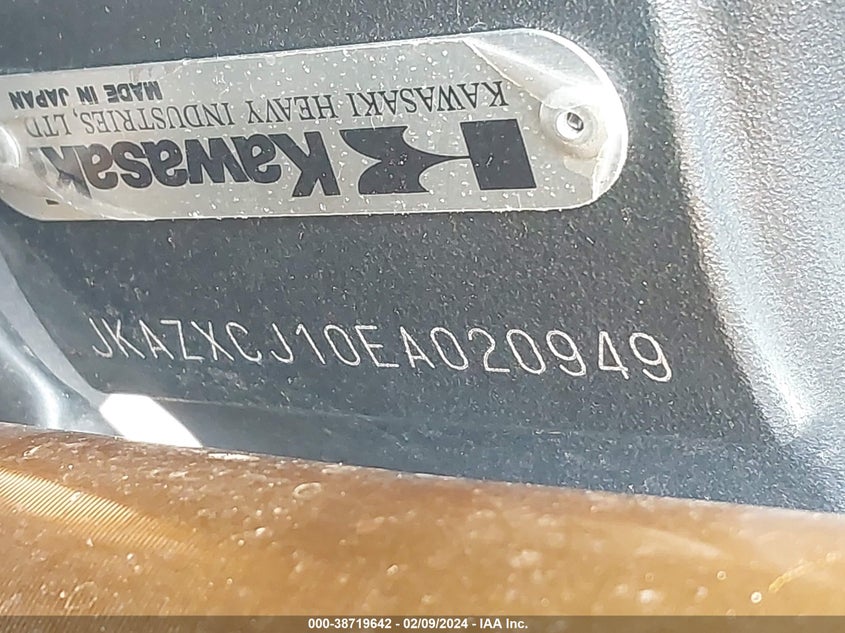 Kawasaki
KAWASAKI HEAVY INDUSTRIES, LTD.
MADE IN JAPAN
JKAZXCJ10EA020949
000-38719642 - 02/09/2024 - IAA Inc.